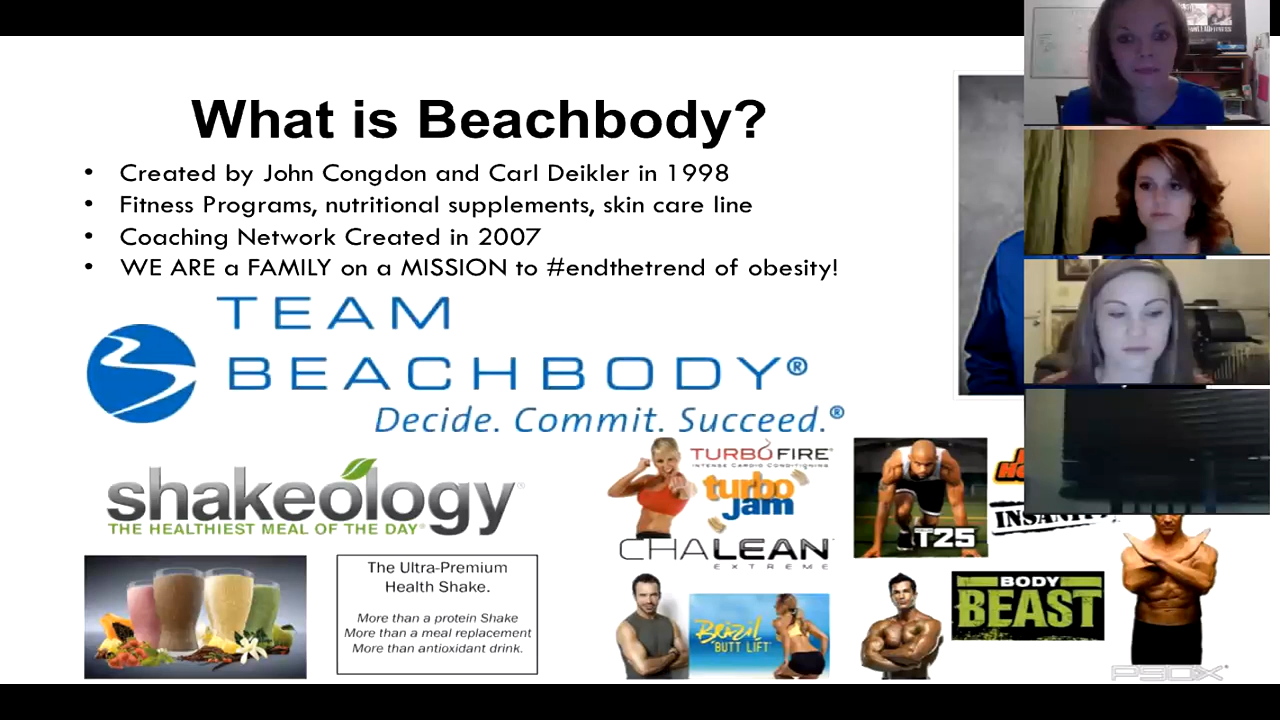 What is Beachbody?
• Created by John Congdon and Carl Deikler in 1998
• Fitness Programs, nutritional supplements, skin care line
• Coaching Network Created in 2007
• WE ARE a FAMILY on a MISSION to #endthetrend of obesity!
TEAM
BEACHBODY®
Decide. Commit. Succeed.®
shakeology®
THE HEALTHIEST MEAL OF THE DAY®
The Ultra-Premium
Health Shake.
More than a protein Shake
More than a meal replacement
More than antioxidant drink.
TURBO FIRE®
INTENSE CARDIO CONDITIONING
turbo
jam
CHALEAN
EXTREME
Brazil
BUTT LIFT
T25
INSANITY
BODY
BEAST
P90X®